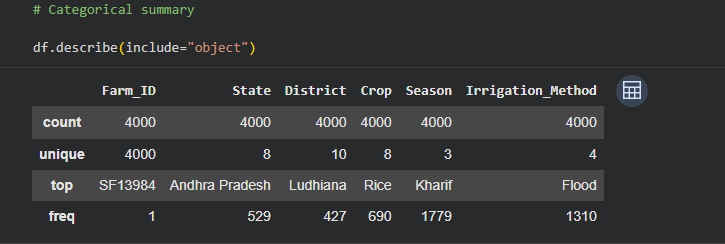 # Categorical summary
df.describe(include="object")
Farm_ID State District Crop Season Irrigation_Method
count 4000 4000 4000 4000 4000 4000
unique 4000 8 10 8 3 4
top SF13984 Andhra Pradesh Ludhiana Rice Kharif Flood
freq 1 529 427 690 1779 1310